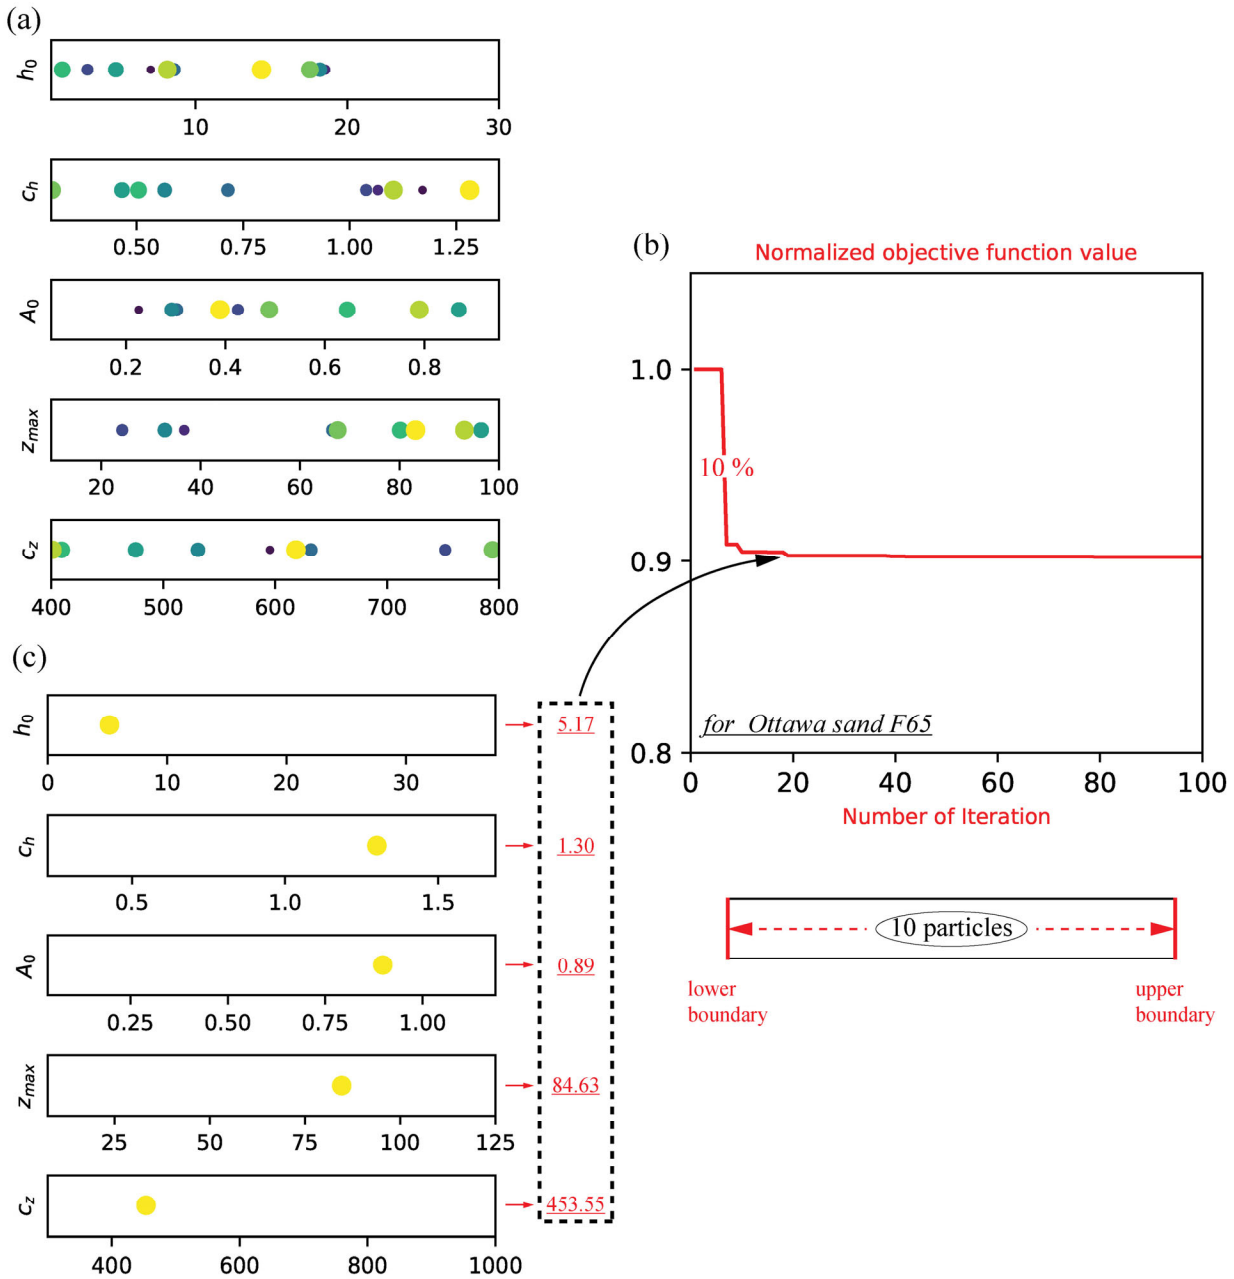 (a)
h0
10 20 30
ch
0.50 0.75 1.00 1.25
A0
0.2 0.4 0.6 0.8
zmax
20 40 60 80 100
cz
400 500 600 700 800
(b)
Normalized objective function value
1.0
10 %
0.9
for Ottawa sand F65
0.8
0 20 40 60 80 100
Number of Iteration
(c)
h0
5.17
0 10 20 30
ch
1.30
0.5 1.0 1.5
A0
0.89
0.25 0.50 0.75 1.00
zmax
84.63
25 50 75 100 125
cz
453.55
400 600 800 1000
10 particles
lower
boundary
upper
boundary